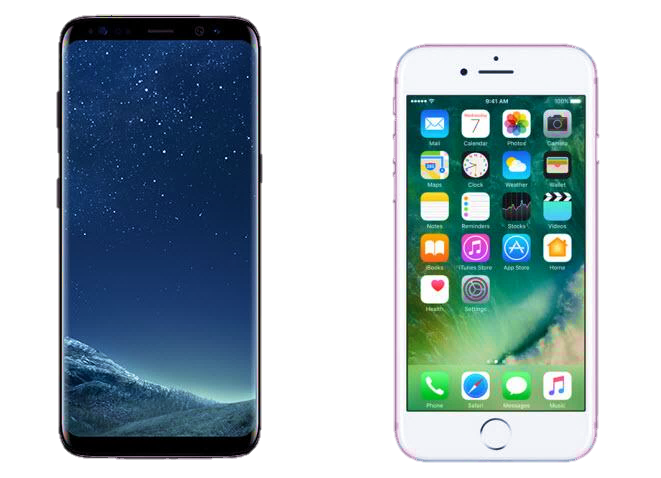 9:41 AM 100%
Wednesday
7
Mail Calendar Photos Camera
Maps Clock Weather Wallet
Notes Reminders Stocks Videos
iBooks iTunes Store App Store Home
Health Settings
Phone Safari Messages Music